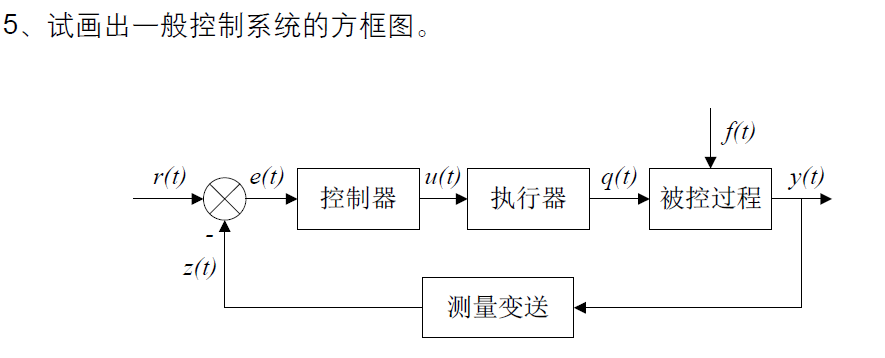 5、试画出一般控制系统的方框图。
f(t)
r(t) e(t) u(t) q(t) y(t)
控制器 执行器 被控过程
-
z(t)
测量变送